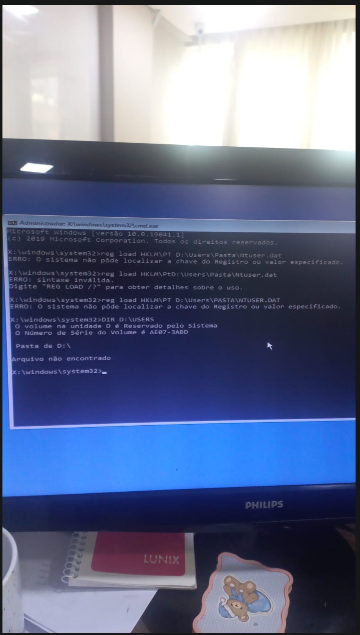 Administrator: X:\windows\system32\cmd.exe
Microsoft Windows [versão 10.0.19041.1]
(c) 2019 Microsoft Corporation. Todos os direitos reservados.
X:\windows\system32>reg load HKLM\PT D:\Users\Pasta\Ntuser.DAT
ERRO: O sistema não pôde localizar a chave do Registro ou valor especificado.
X:\windows\system32>reg load HKLM\PtD:\Users\Pasta\Ntuser.dat
ERRO: sintaxe inválida.
Digite "REG LOAD /?" para obter detalhes sobre o uso.
X:\windows\system32>reg load HKLM\PT D:\Users\PASTA\NTUSER.DAT
ERRO: O sistema não pôde localizar a chave do Registro ou valor especificado.
X:\windows\system32>DIR D:\USERS
O volume na unidade D é Reservado pelo Sistema
O Número de Série do Volume é
Pasta de D:\
Arquivo não encontrado
X:\windows\system32>_
PHILIPS
LUNIX